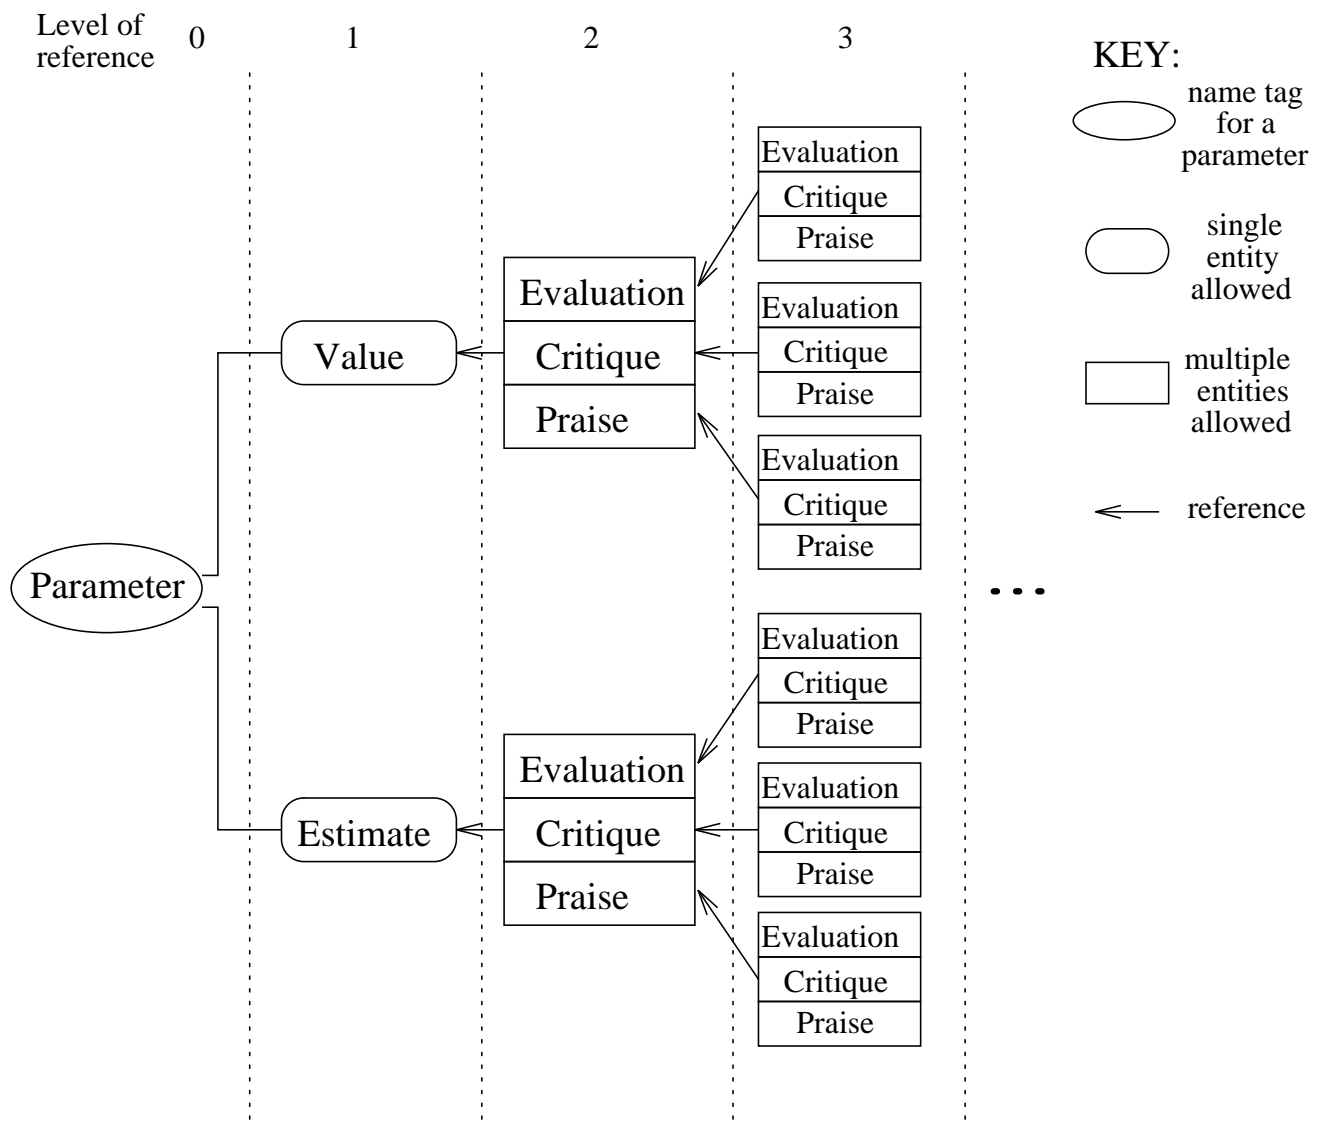 Level of
reference
0
1
2
3
KEY:
name tag
for a
parameter
single
entity
allowed
multiple
entities
allowed
reference
Parameter
Value
Estimate
Evaluation
Critique
Praise
Evaluation
Critique
Praise
Evaluation
Critique
Praise
Evaluation
Critique
Praise
Evaluation
Critique
Praise
Evaluation
Critique
Praise
Evaluation
Critique
Praise
Evaluation
Critique
Praise
. . .